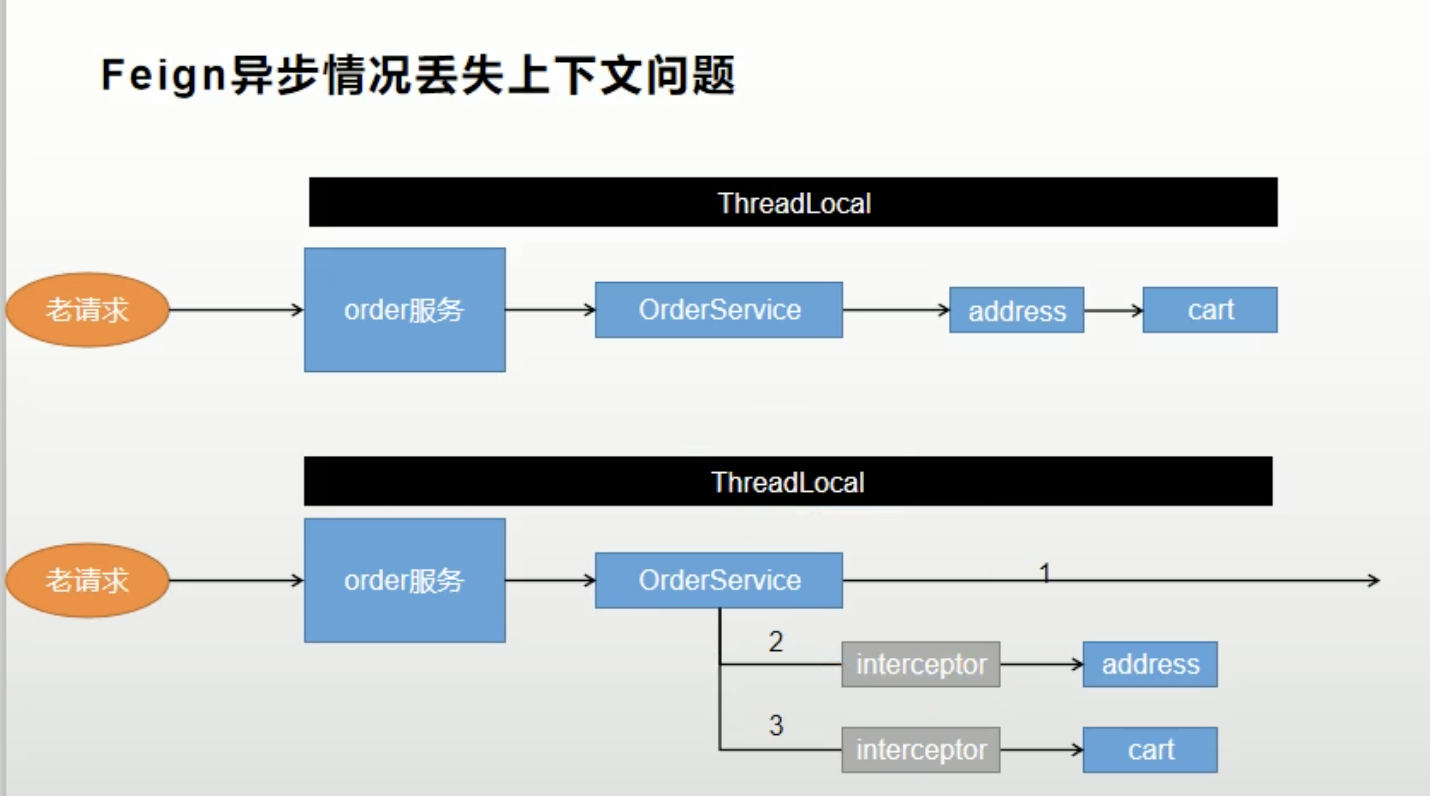 Feign异步情况丢失上下文问题
ThreadLocal
老请求
order服务
OrderService
address
cart
ThreadLocal
老请求
order服务
OrderService
1
2
interceptor
address
3
interceptor
cart